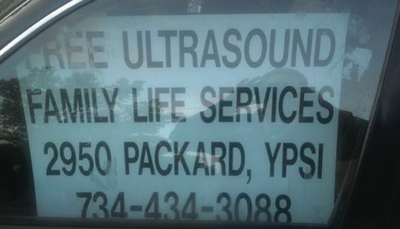 FREE ULTRASOUND
FAMILY LIFE SERVICES
2950 PACKARD, YPSI
734-434-3088